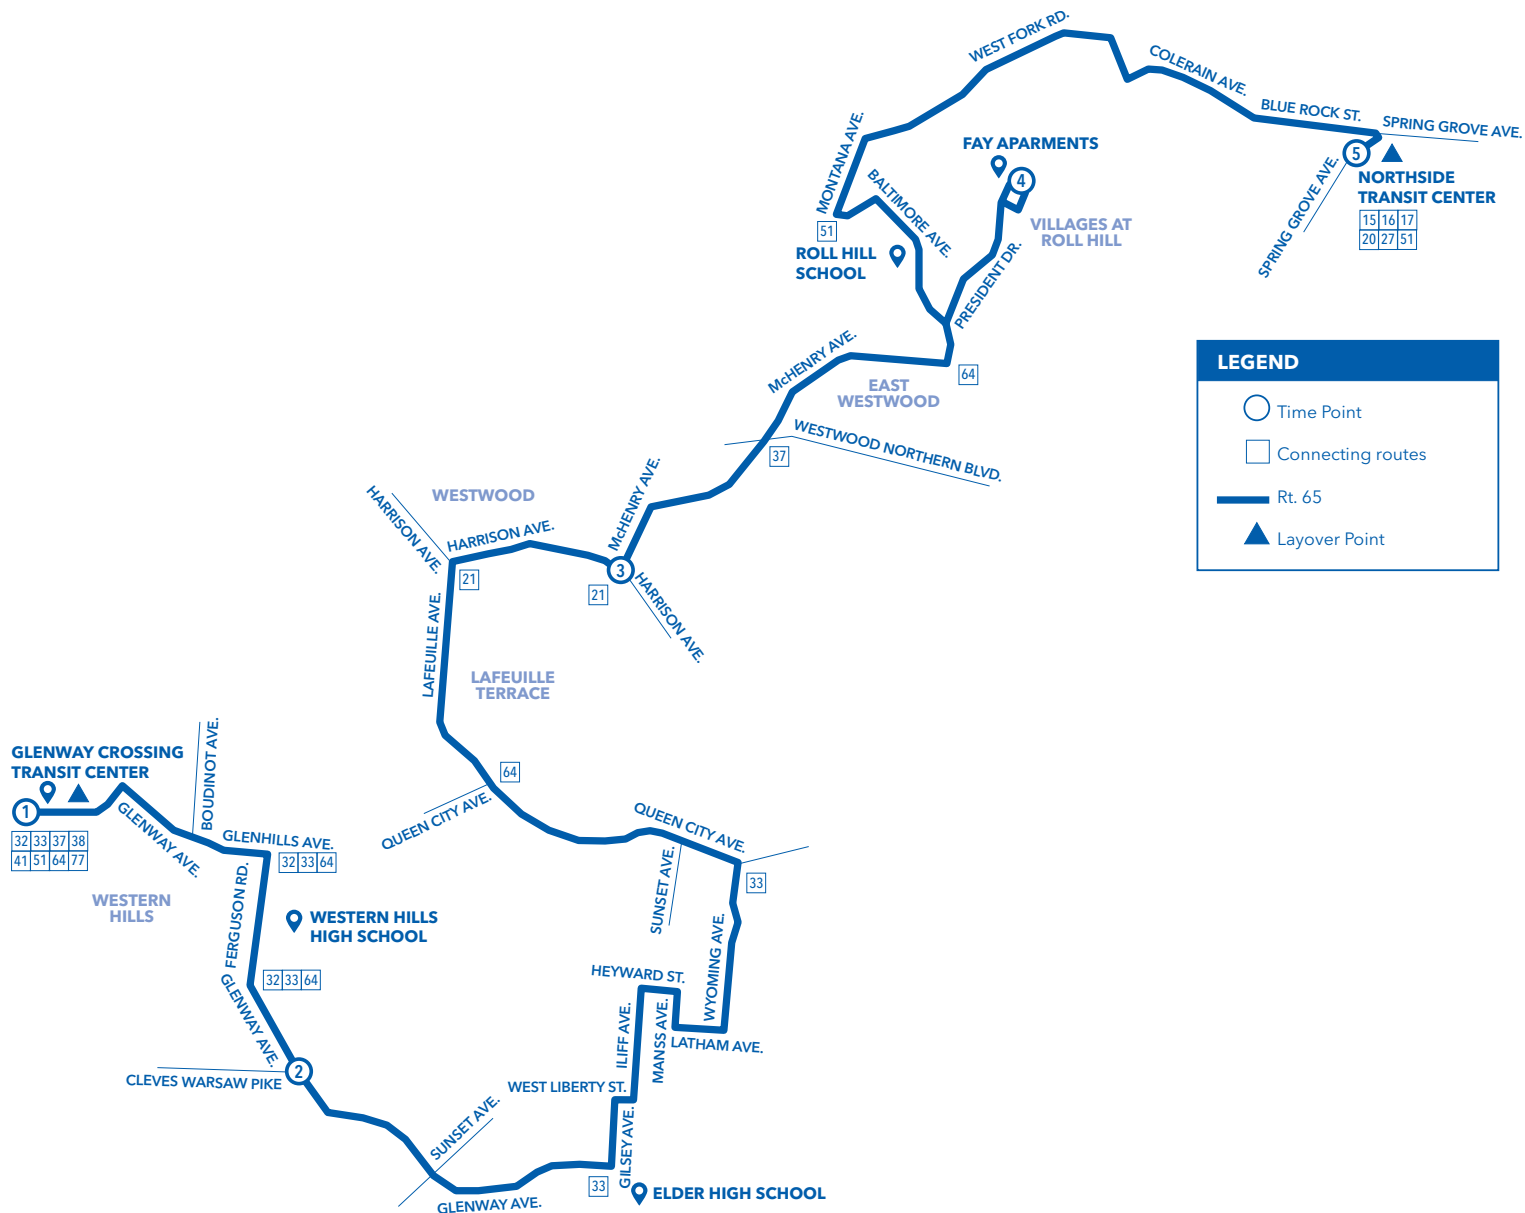 WEST FORK RD.
COLERAIN AVE.
BLUE ROCK ST.
SPRING GROVE AVE.
MONTANA AVE.
FAY APARMENTS
4
5
NORTHSIDE
TRANSIT CENTER
15 16 17
20 27 51
SPRING GROVE AVE.
BALTIMORE AVE.
51
VILLAGES AT
ROLL HILL
ROLL HILL
SCHOOL
PRESIDENT DR.
McHENRY AVE.
64
EAST
WESTWOOD
WESTWOOD NORTHERN BLVD.
37
LEGEND
Time Point
Connecting routes
Rt. 65
Layover Point
McHENRY AVE.
WESTWOOD
HARRISON AVE.
HARRISON AVE.
21
3
21
HARRISON AVE.
LAFEUILLE AVE.
LAFEUILLE
TERRACE
64
QUEEN CITY AVE.
QUEEN CITY AVE.
SUNSET AVE.
33
GLENWAY CROSSING
TRANSIT CENTER
BOUDINOT AVE.
1
32 33 37 38
41 51 64 77
GLENWAY AVE.
GLENHILLS AVE.
32 33 64
WESTERN
HILLS
FERGUSON RD.
WESTERN HILLS
HIGH SCHOOL
32 33 64
GLENWAY AVE.
WYOMING AVE.
HEYWARD ST.
ILIFF AVE.
MANSS AVE.
LATHAM AVE.
2
CLEVES WARSAW PIKE
WEST LIBERTY ST.
SUNSET AVE.
GILSEY AVE.
33
ELDER HIGH SCHOOL
GLENWAY AVE.